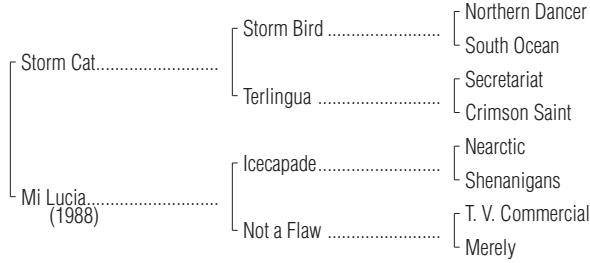 Northern Dancer
Storm Bird ......................
South Ocean
Storm Cat........................
Secretariat
Terlingua ........................
Crimson Saint
Nearctic
Icecapade........................
Shenanigans
Mi Lucia..........................
(1988)
T. V. Commercial
Not a Flaw ......................
Merely